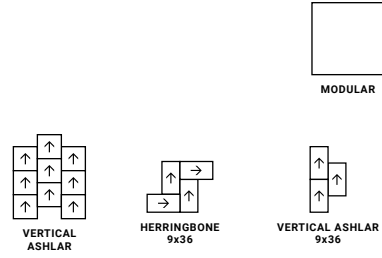 MODULAR
VERTICAL
ASHLAR
HERRINGBONE
9x36
VERTICAL ASHLAR
9x36